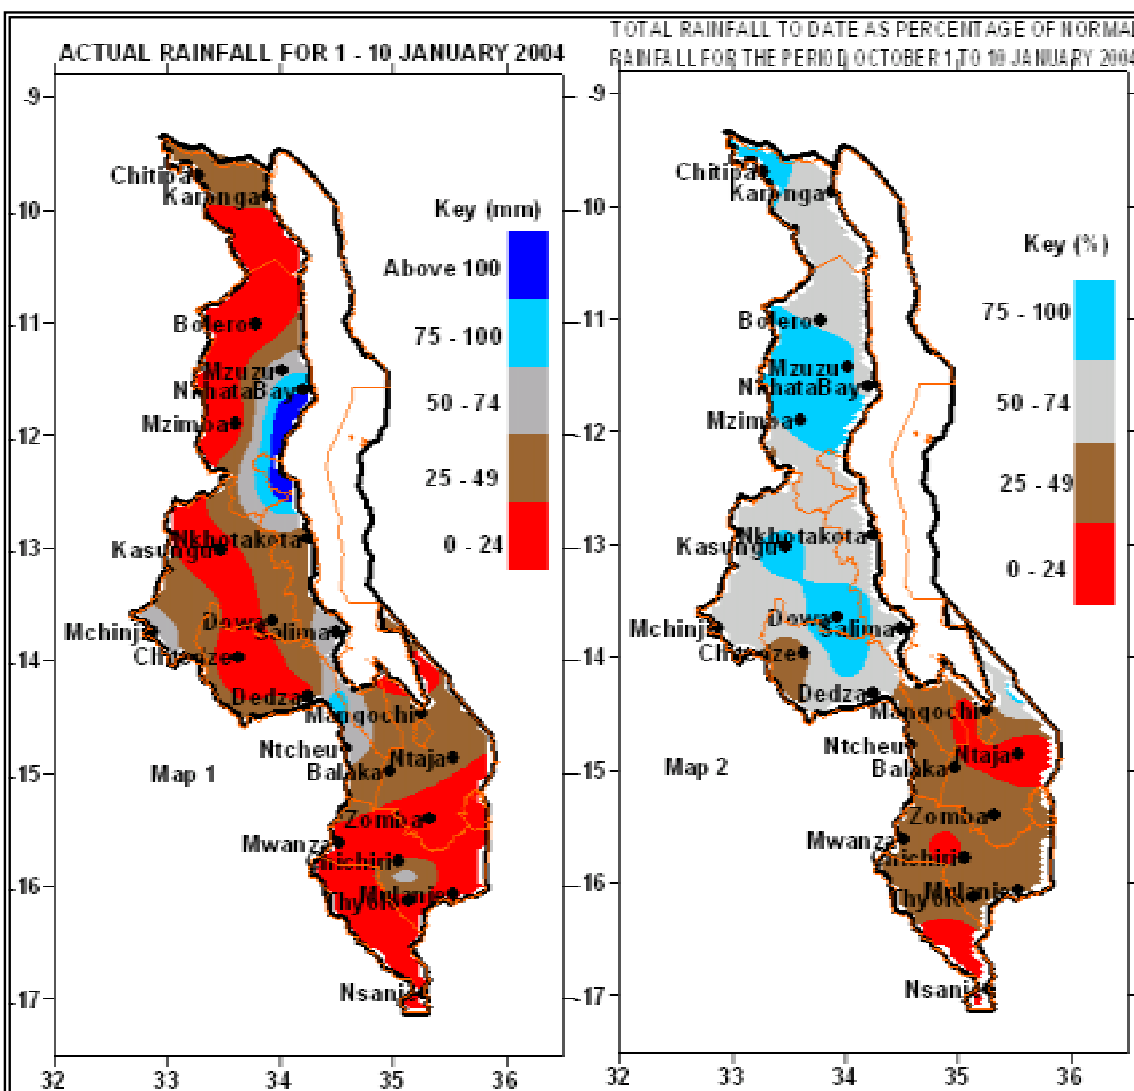 ACTUAL RAINFALL FOR 1 - 10 JANUARY 2004
-9
10
11
12
13
14
15
16
-17
32
33
34
35
36
Chitipa
Karonga
Bolero
Mzuzu
NkhataBay
Mzimba
Nkhotakota
Kasungu
Dowa
Salima
Mchinji
Chitedze
Dedza
Mangochi
Ntcheu
Ntaja
Balaka
Zomba
Mwanza
Mulanje
Thyolo
Nsanje
Map 1
Key (mm)
Above 100
75 - 100
50 - 74
25 - 49
0 - 24
TOTAL RAINFALL TO DATE AS PERCENTAGE OF NORMAL
RAINFALL FOR THE PERIOD OCTOBER 1 TO 10 JANUARY 2004
-9
-10
-11
-12
-13
-14
-15
-16
-17
32
33
34
35
36
Chitipa
Karonga
Bolero
Mzuzu
NkhataBay
Mzimba
Nkhotakota
Kasungu
Dowa
Salima
Mchinji
Chitedze
Dedza
Mangochi
Ntcheu
Ntaja
Balaka
Zomba
Mwanza
Mulanje
Thyolo
Nsanje
Map 2
Key (%)
75 - 100
50 - 74
25 - 49
0 - 24